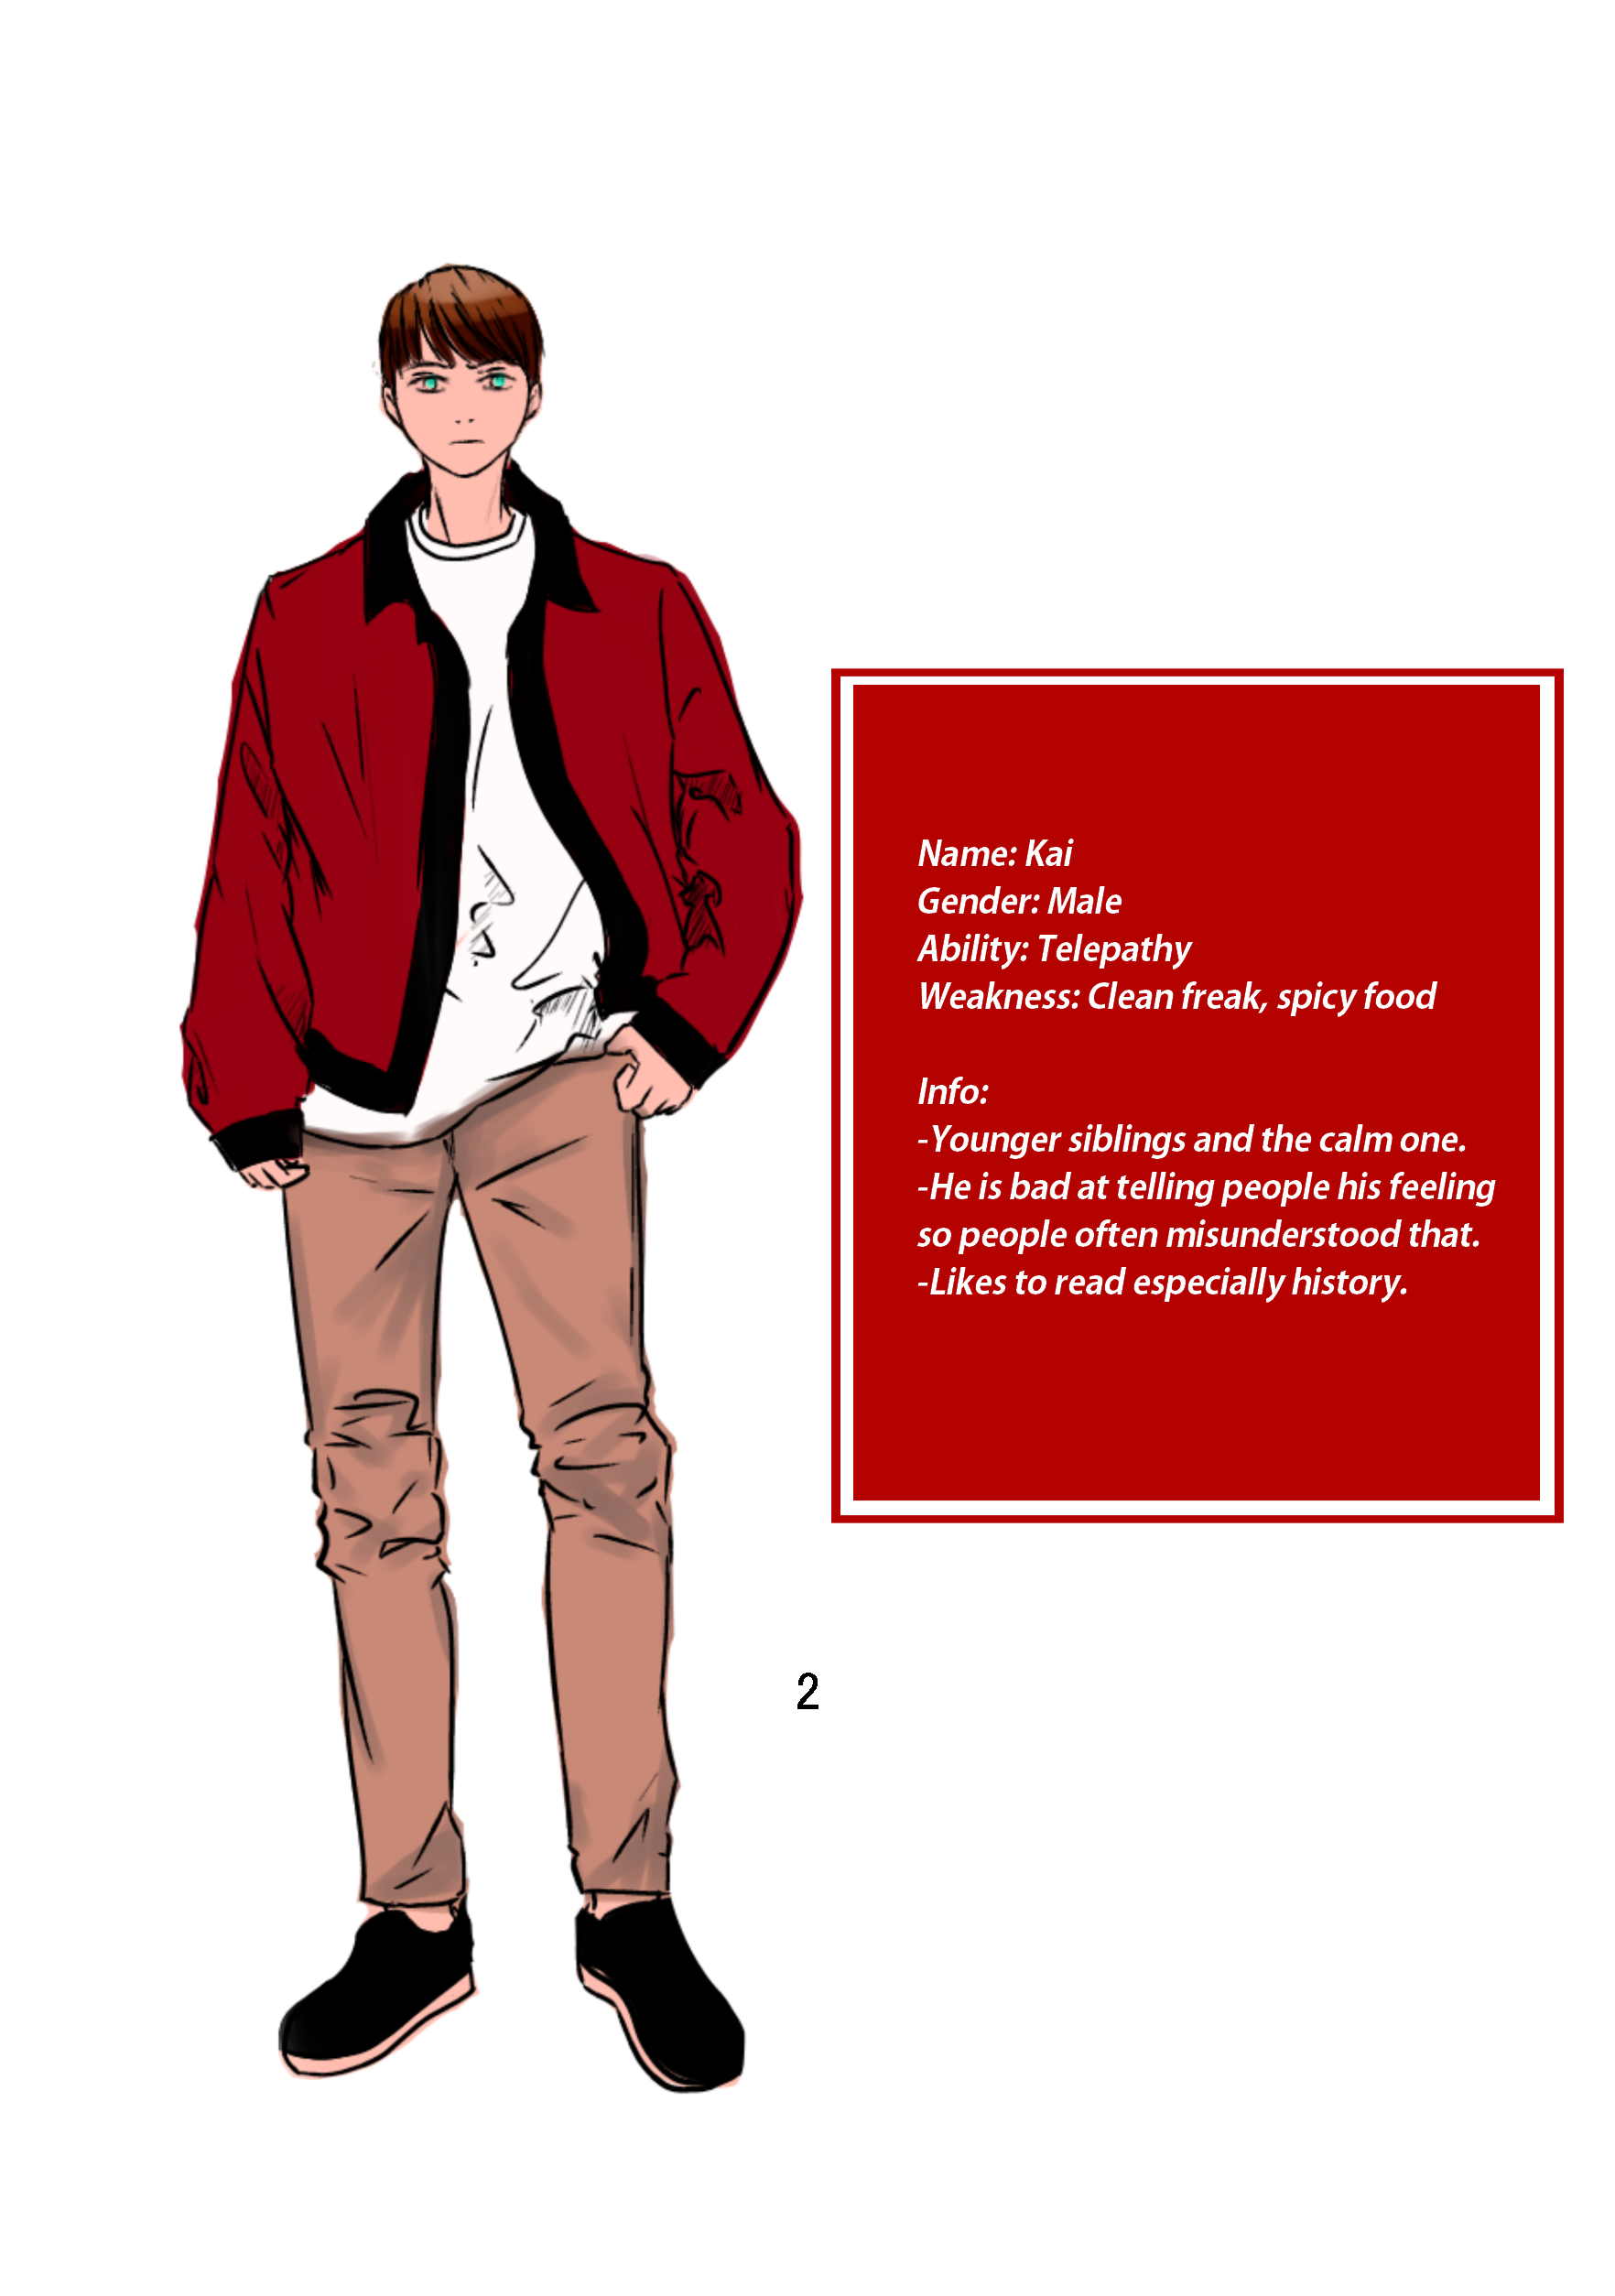 Name: Kai
Gender: Male
Ability: Telepathy
Weakness: Clean freak, spicy food
Info:
-Younger siblings and the calm one.
-He is bad at telling people his feeling
so people often misunderstood that.
-Likes to read especially history.
2